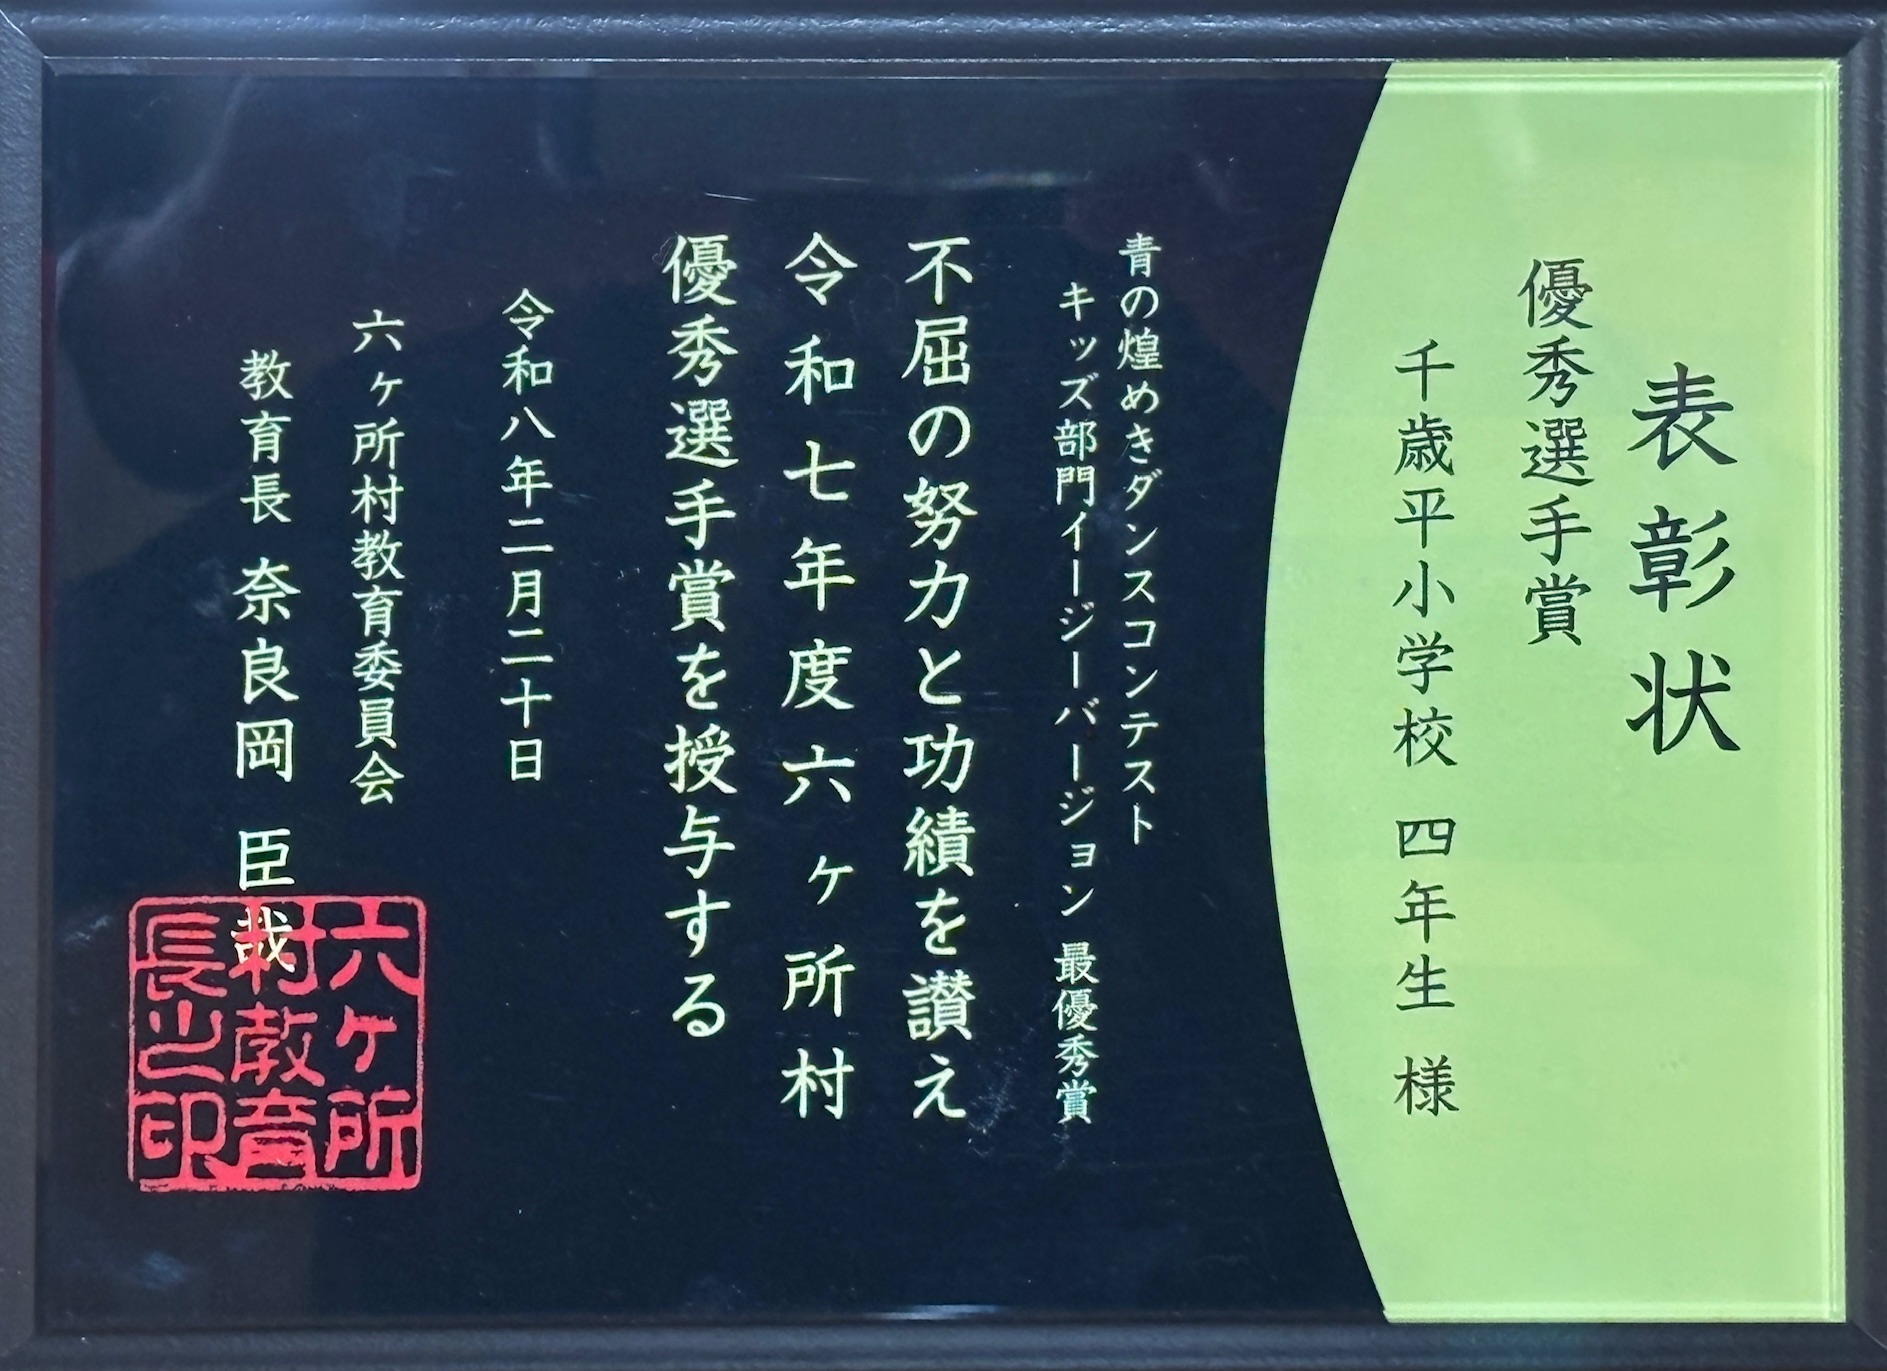 表彰状
優秀選手賞
千歳平小学校 四年生 様
青の煌めきダンスコンテスト
キッズ部門イージーバージョン 最優秀賞
不屈の努力と功績を讃え
令和七年度六ヶ所村
優秀選手賞を授与する
令和八年二月二十日
六ヶ所村教育委員会
教育長 奈良岡 臣哉
六ヶ所
村教育
長之印